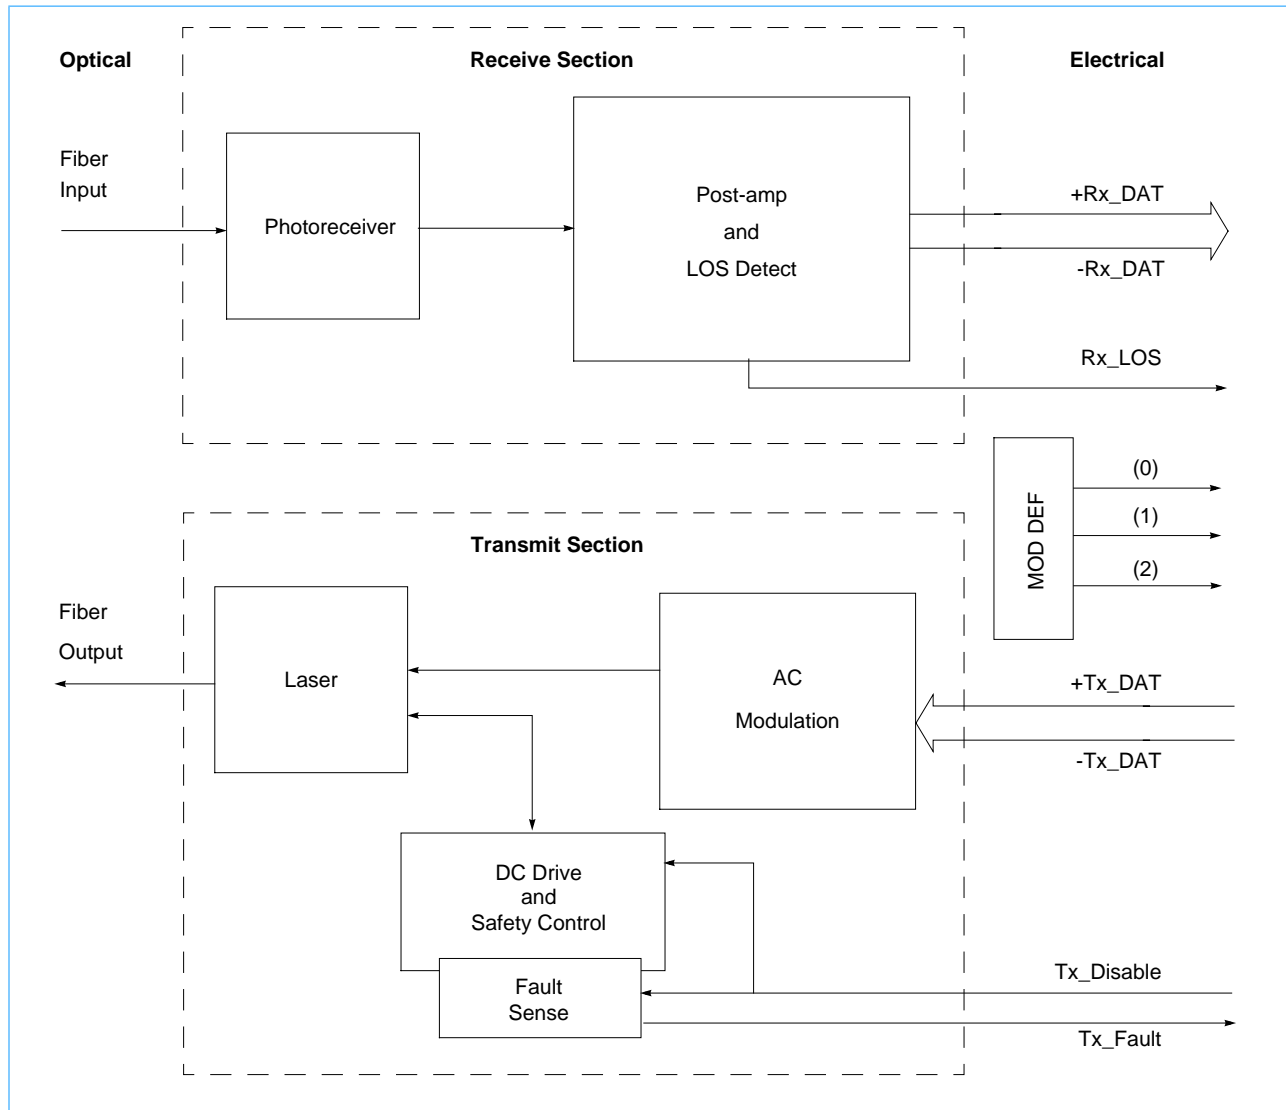 Optical
Receive Section
Electrical
Fiber
Input
Photoreceiver
Post-amp
and
LOS Detect
+Rx_DAT
-Rx_DAT
Rx_LOS
MOD DEF
(0)
(1)
(2)
Transmit Section
Fiber
Output
Laser
AC
Modulation
+Tx_DAT
-Tx_DAT
DC Drive
and
Safety Control
Fault
Sense
Tx_Disable
Tx_Fault